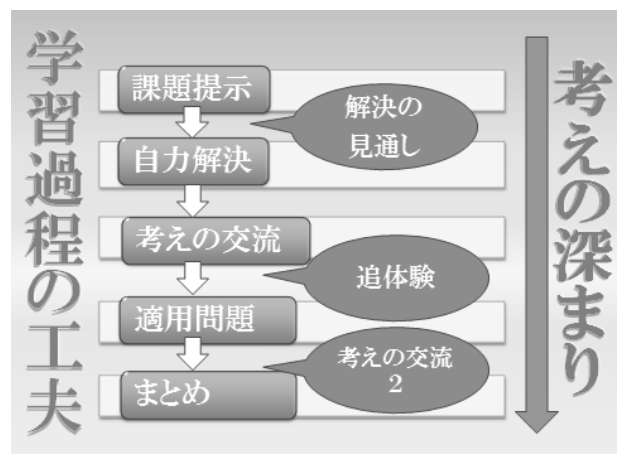 学習過程の工夫
課題提示
解決の
見通し
自力解決
考えの交流
追体験
適用問題
考えの交流
2
まとめ
考えの深まり